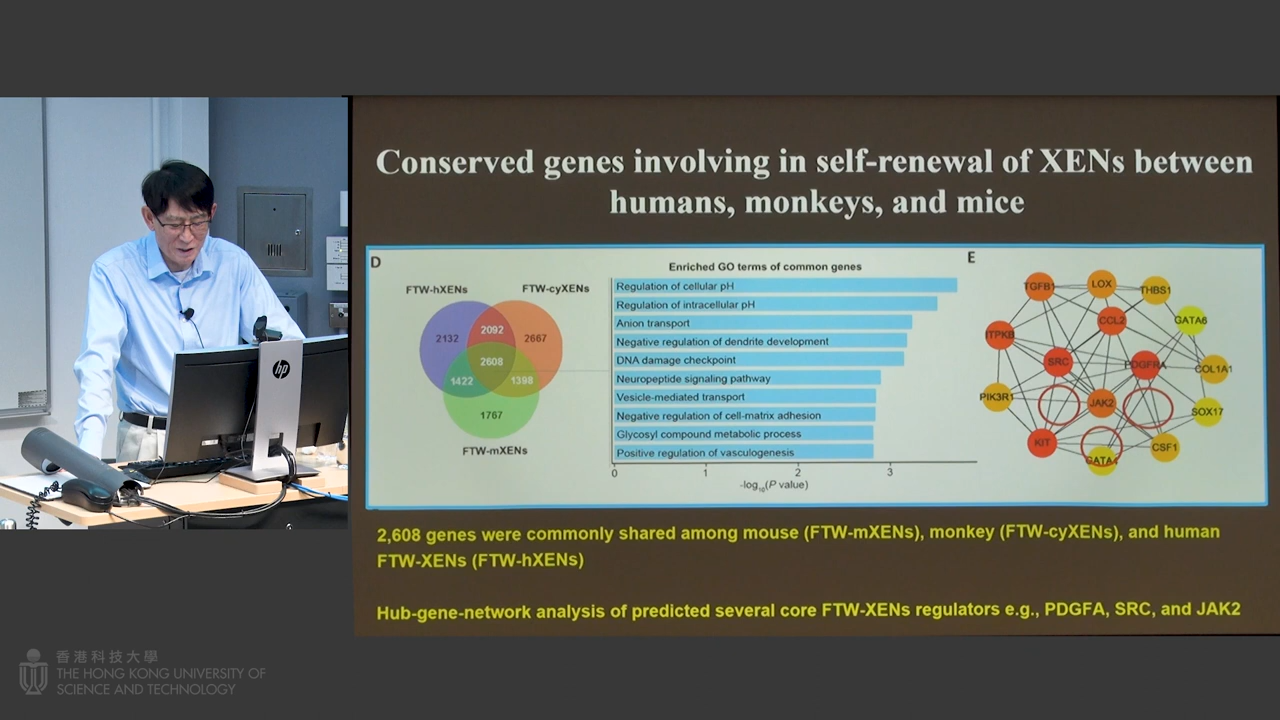 Conserved genes involving in self-renewal of XENs between
humans, monkeys, and mice
D
FTW-hXENs
FTW-cyXENs
2132
2092
2667
2608
1422
1398
1767
FTW-mXENs
Enriched GO terms of common genes
Regulation of cellular pH
Regulation of intracellular pH
Anion transport
Negative regulation of dendrite development
DNA damage checkpoint
Neuropeptide signaling pathway
Vesicle-mediated transport
Negative regulation of cell-matrix adhesion
Glycosyl compound metabolic process
Positive regulation of vasculogenesis
0 1 2 3
-log10(P value)
E
TGFB1
LOX
THBS1
ITPKB
CCL2
GATA6
SRC
PDGFRA
COL1A1
PIK3R1
JAK2
SOX17
KIT
GATA4
CSF1
2,608 genes were commonly shared among mouse (FTW-mXENs), monkey (FTW-cyXENs), and human
FTW-XENs (FTW-hXENs)
Hub-gene-network analysis of predicted several core FTW-XENs regulators e.g., PDGFA, SRC, and JAK2
hp
香港科技大學
THE HONG KONG UNIVERSITY OF
SCIENCE AND TECHNOLOGY